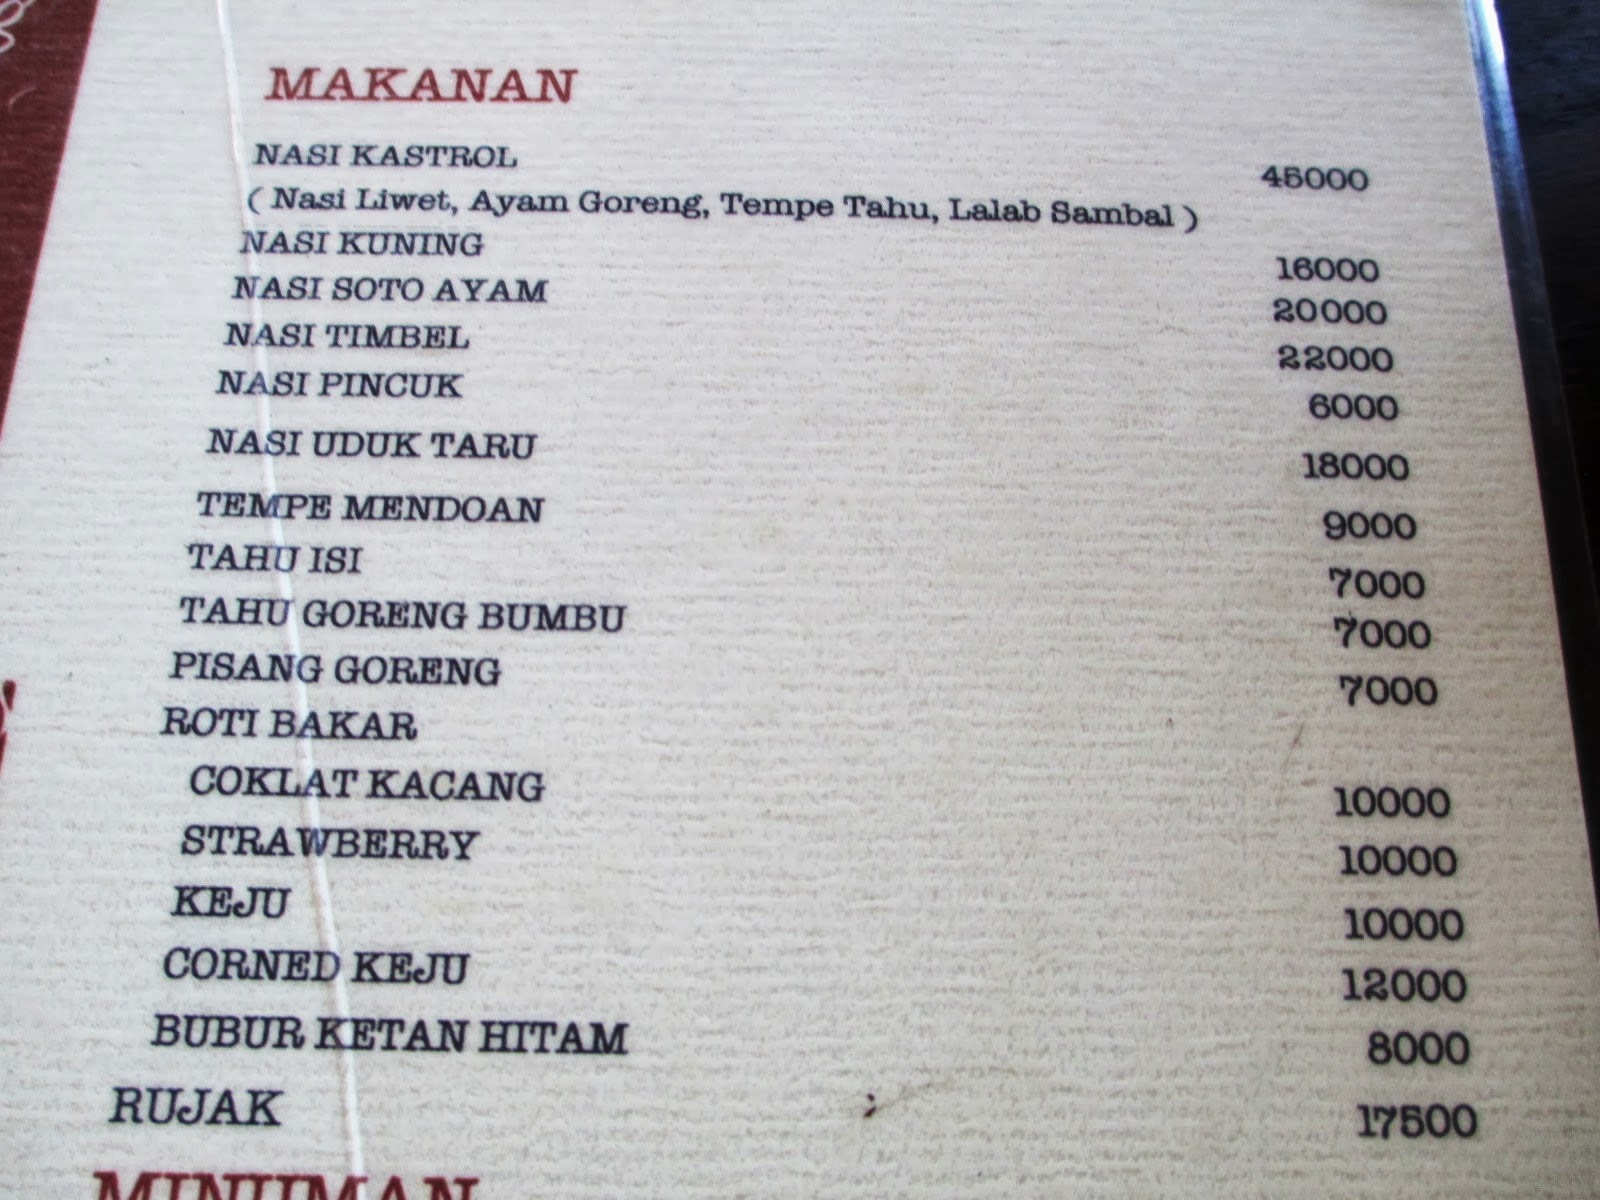 MAKANAN
NASI KASTROL 45000
( Nasi Liwet, Ayam Goreng, Tempe Tahu, Lalab Sambal )
NASI KUNING 16000
NASI SOTO AYAM 20000
NASI TIMBEL 22000
NASI PINCUK 6000
NASI UDUK TARU 18000
TEMPE MENDOAN 9000
TAHU ISI 7000
TAHU GORENG BUMBU 7000
PISANG GORENG 7000
ROTI BAKAR
COKLAT KACANG 10000
STRAWBERRY 10000
KEJU 10000
CORNED KEJU 12000
BUBUR KETAN HITAM 8000
RUJAK 17500
MINUMAN